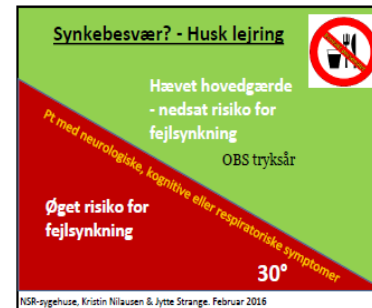 Synkebesvær? - Husk lejring
Hævet hovedgærde
- nedsat risiko for
fejlsynkning
OBS tryksår
Pt med neurologiske, kognitive eller respiratoriske symptomer
Øget risiko for
fejlsynkning
30°
NSR-sygehuse, Kristin Nilausen & Jytte Strange. Februar 2016